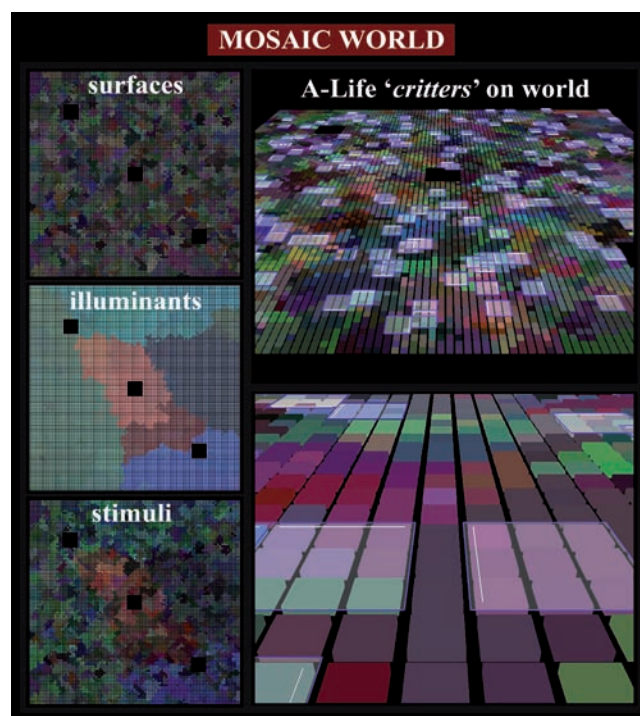 MOSAIC WORLD
surfaces
illuminants
stimuli
A-Life ‘critters’ on world